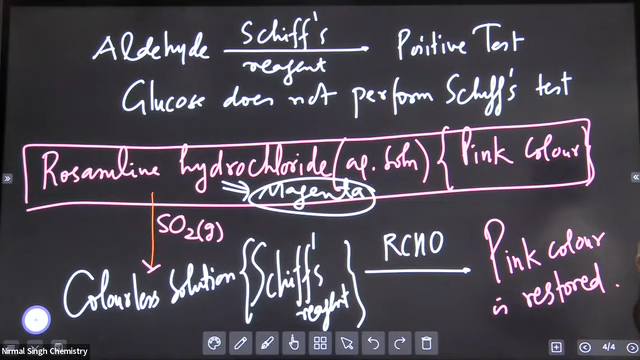 Aldehyde Schiff's reagent → Positive Test
Glucose does not perform Schiff's test
Rosaniline hydrochloride (aq. soln) {Pink Colour}
⇒ Magenta
SO2(g)
Colourless Solution {Schiff's reagent} RCHO → Pink colour is restored.
Nirmal Singh Chemistry
4/4